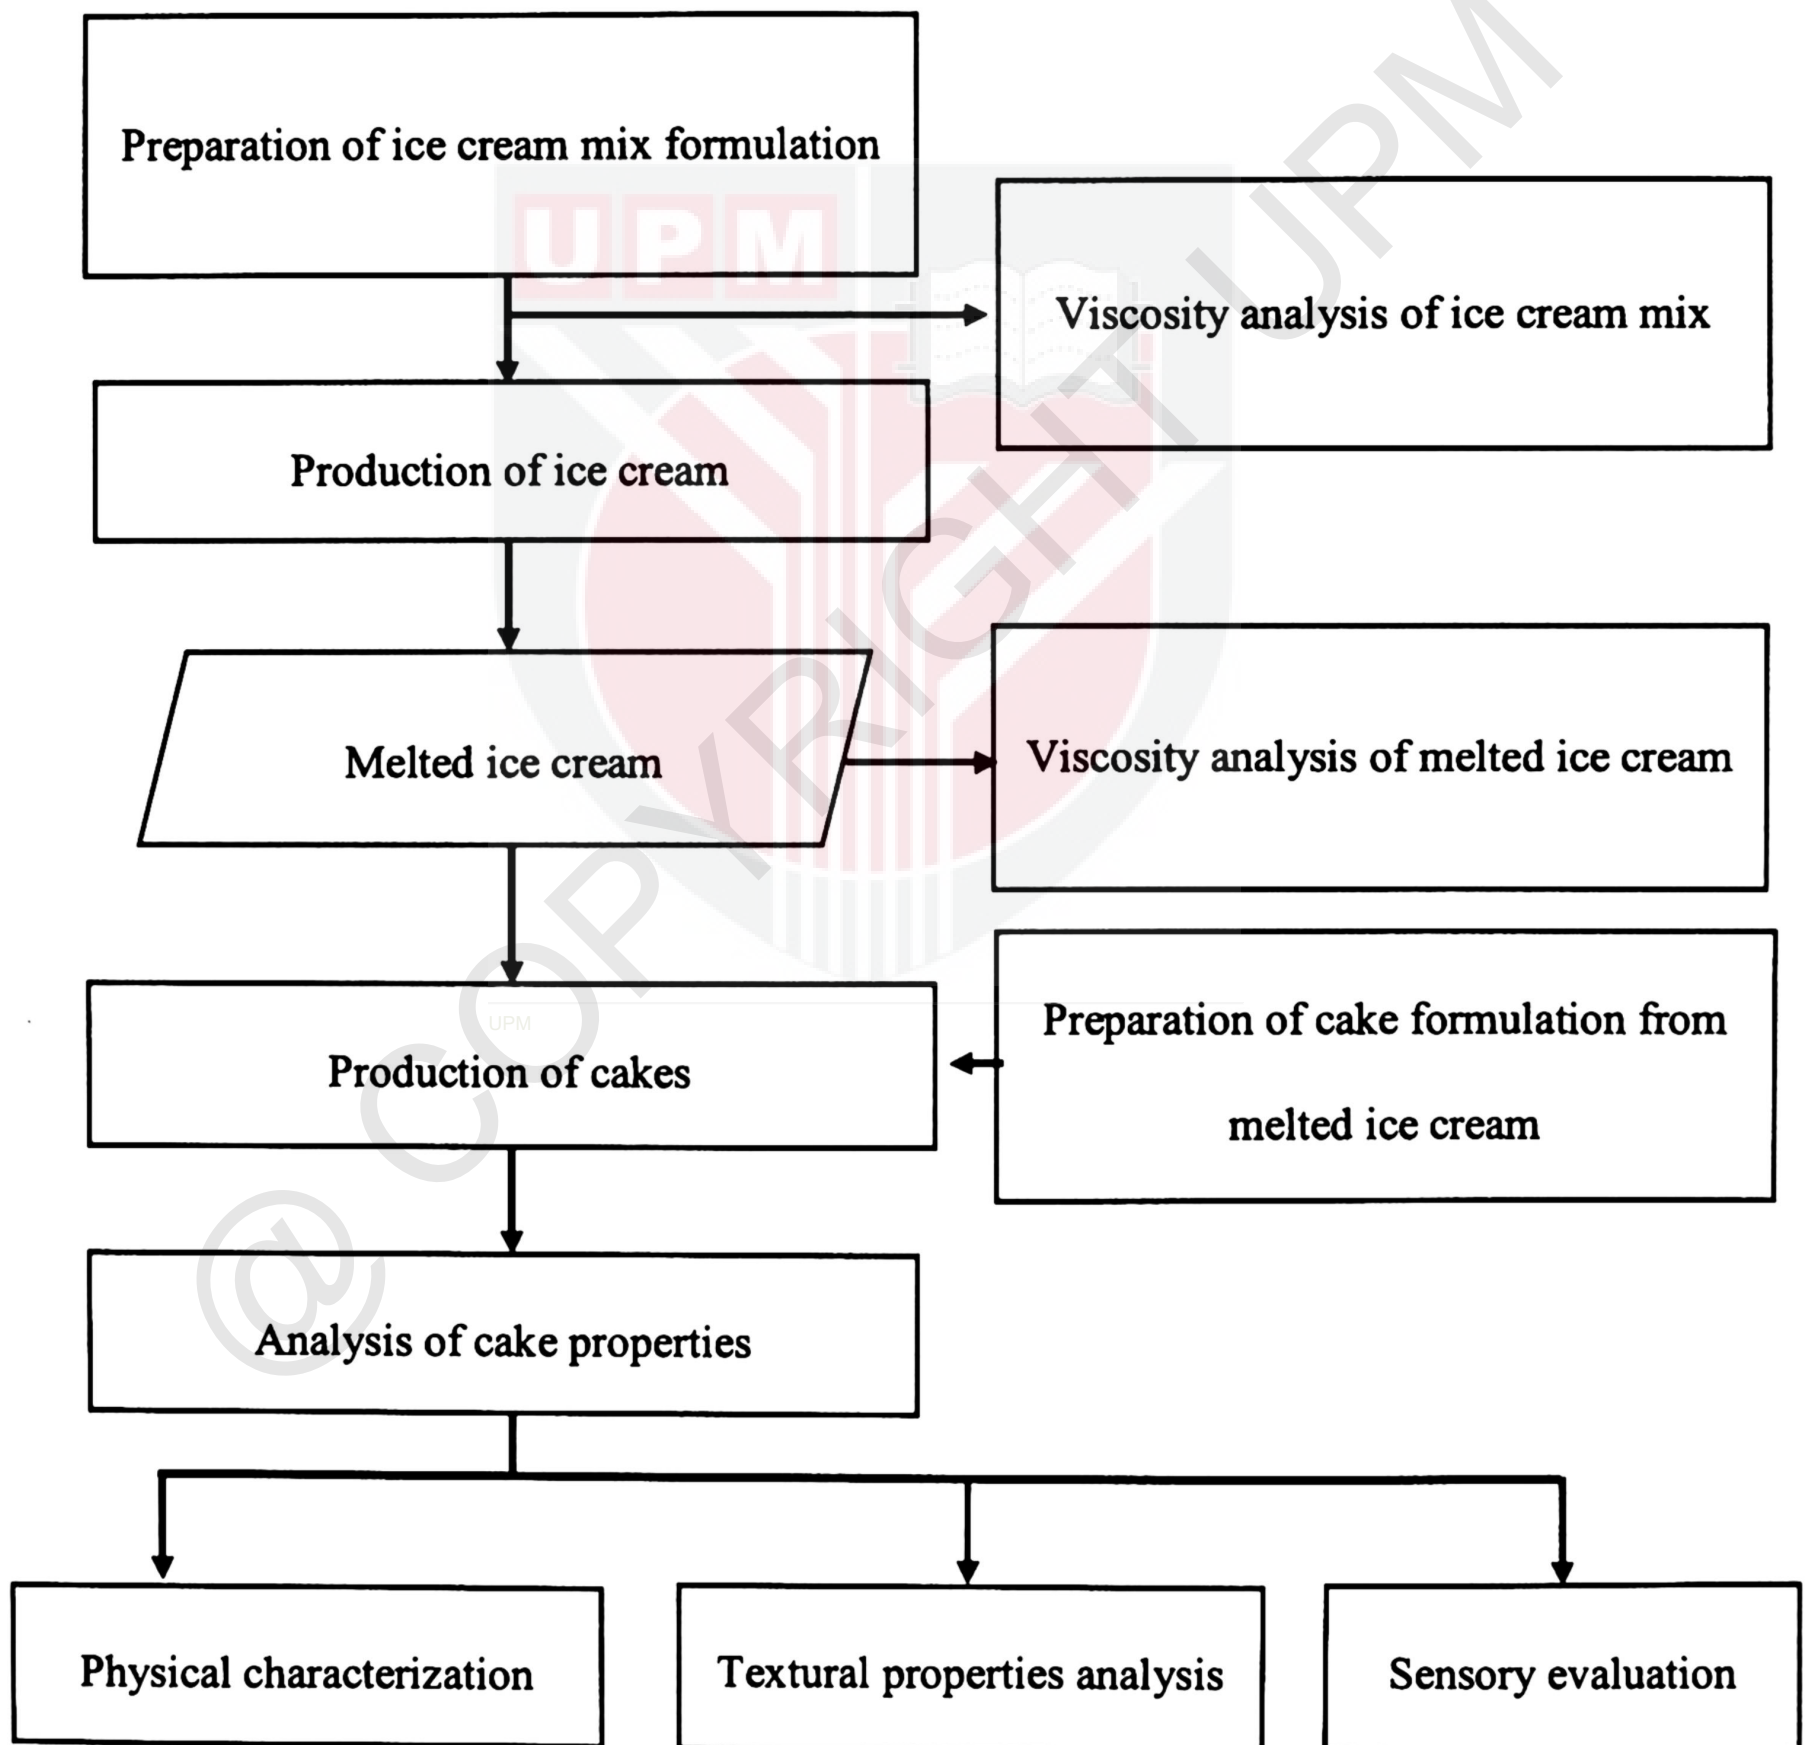 Preparation of ice cream mix formulation
UPM
Viscosity analysis of ice cream mix
Production of ice cream
Melted ice cream
Viscosity analysis of melted ice cream
Preparation of cake formulation from
melted ice cream
UPM
Production of cakes
Analysis of cake properties
Physical characterization
Textural properties analysis
Sensory evaluation
@ COPYRIGHT UPM